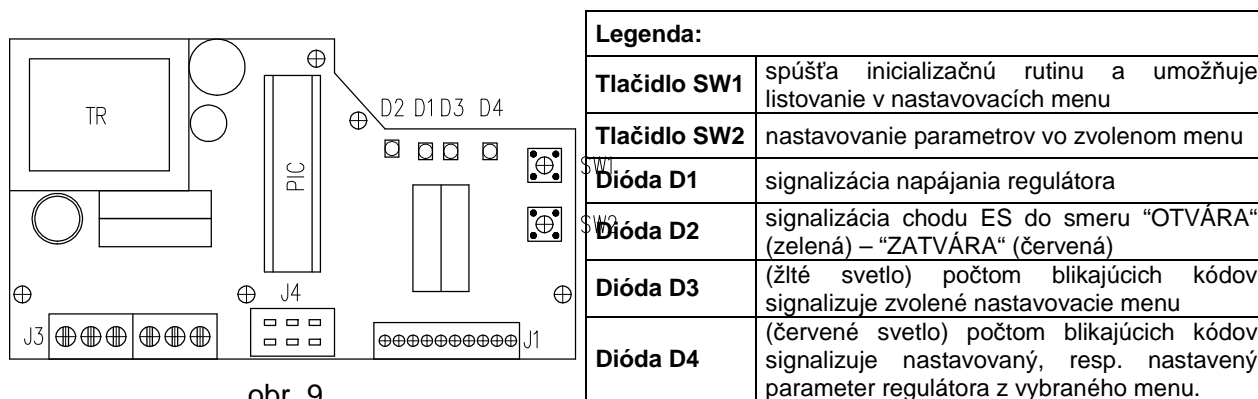 TR
PIC
D2 D1 D3 D4
SW1
SW2
J4
J3
J1
obr. 9
Legenda:
Tlačidlo SW1
spúšťa inicializačnú rutinu a umožňuje
listovanie v nastavovacích menu
Tlačidlo SW2
nastavovanie parametrov vo zvolenom menu
Dióda D1
signalizácia napájania regulátora
Dióda D2
signalizácia chodu ES do smeru “OTVÁRA“
(zelená) – “ZATVÁRA“ (červená)
Dióda D3
(žlté svetlo) počtom blikajúcich kódov
signalizuje zvolené nastavovacie menu
Dióda D4
(červené svetlo) počtom blikajúcich kódov
signalizuje nastavovaný, resp. nastavený
parameter regulátora z vybraného menu.